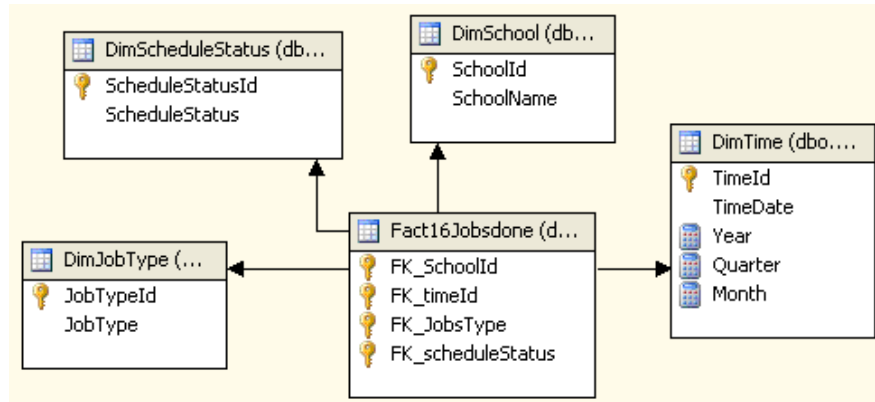 DimScheduleStatus (db...
ScheduleStatusId
ScheduleStatus
DimSchool (db...
SchoolId
SchoolName
DimTime (dbo....
TimeId
TimeDate
Year
Quarter
Month
Fact16Jobsdone (d...
FK_SchoolId
FK_timeId
FK_JobsType
FK_scheduleStatus
DimJobType (...
JobTypeId
JobType